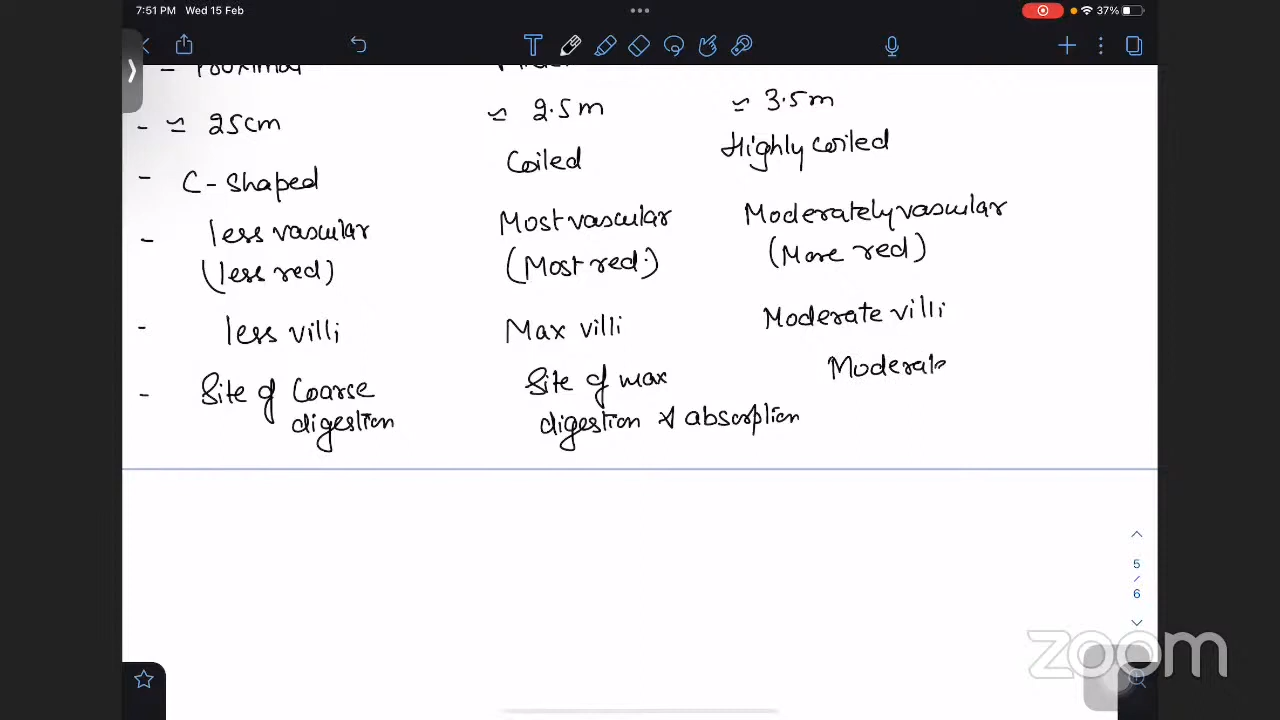 7:51 PM Wed 15 Feb
37%
T
- Proximal
- ≃ 25cm ≃ 2.5m ≃ 3.5m
- C-shaped Coiled Highly coiled
- less vascular Most vascular Moderately vascular
(less red) (Most red.) (More red)
- less villi Max villi Moderate villi
- Site of Coarse Site of max Moderate
digestion digestion & absorption
5
/
6
zoom